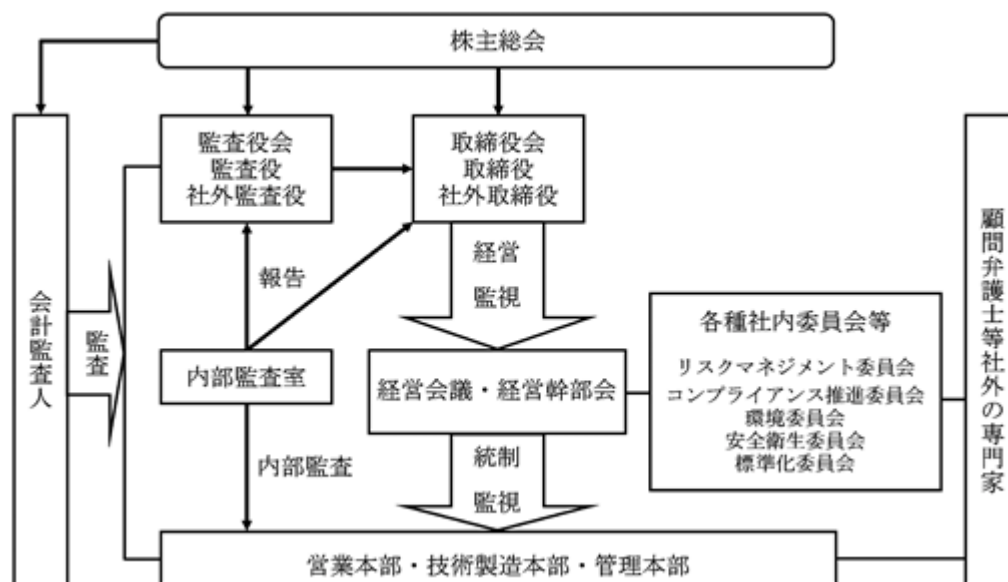 株主総会
監査役会
監査役
社外監査役
取締役会
取締役
社外取締役
報告
経営
監視
会計監査人
監査
内部監査室
経営会議・経営幹部会
各種社内委員会等
リスクマネジメント委員会
コンプライアンス推進委員会
環境委員会
安全衛生委員会
標準化委員会
顧問弁護士等社外の専門家
内部監査
統制
監視
営業本部・技術製造本部・管理本部